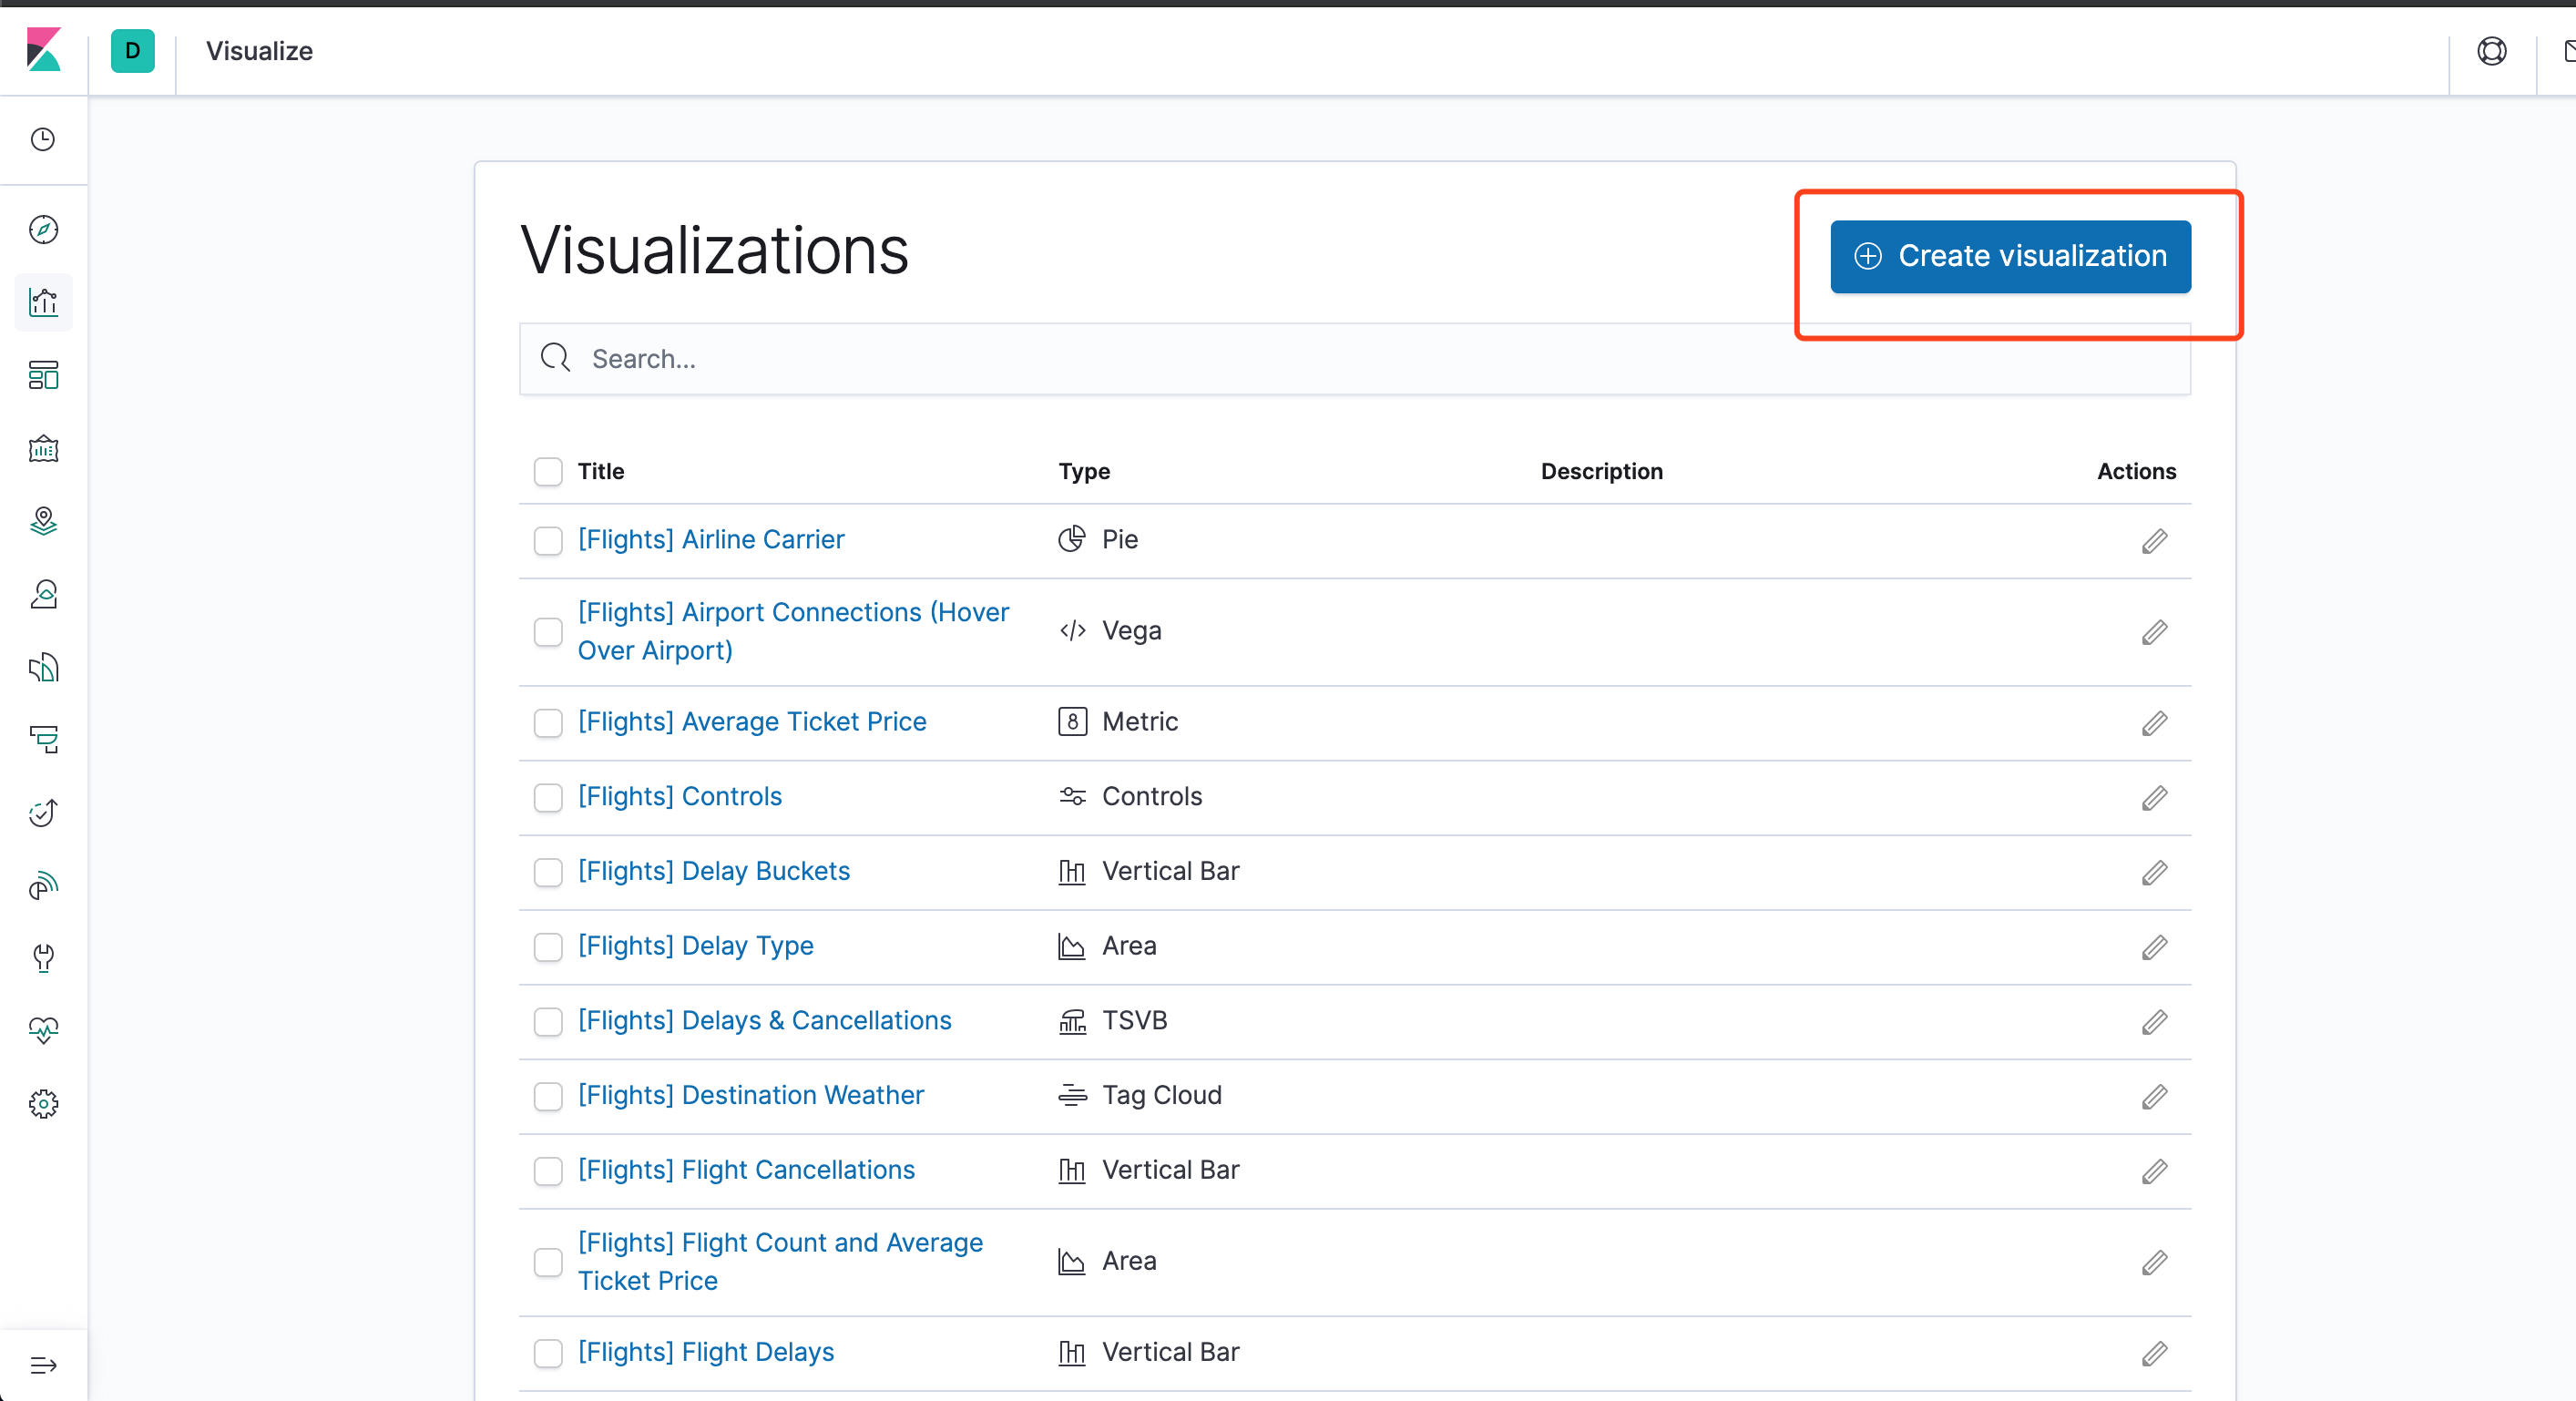 D Visualize
Visualizations
Create visualization
Search...
Title Type Description Actions
[Flights] Airline Carrier Pie
[Flights] Airport Connections (Hover
Over Airport) Vega
[Flights] Average Ticket Price 8 Metric
[Flights] Controls Controls
[Flights] Delay Buckets Vertical Bar
[Flights] Delay Type Area
[Flights] Delays & Cancellations TSVB
[Flights] Destination Weather Tag Cloud
[Flights] Flight Cancellations Vertical Bar
[Flights] Flight Count and Average
Ticket Price Area
[Flights] Flight Delays Vertical Bar